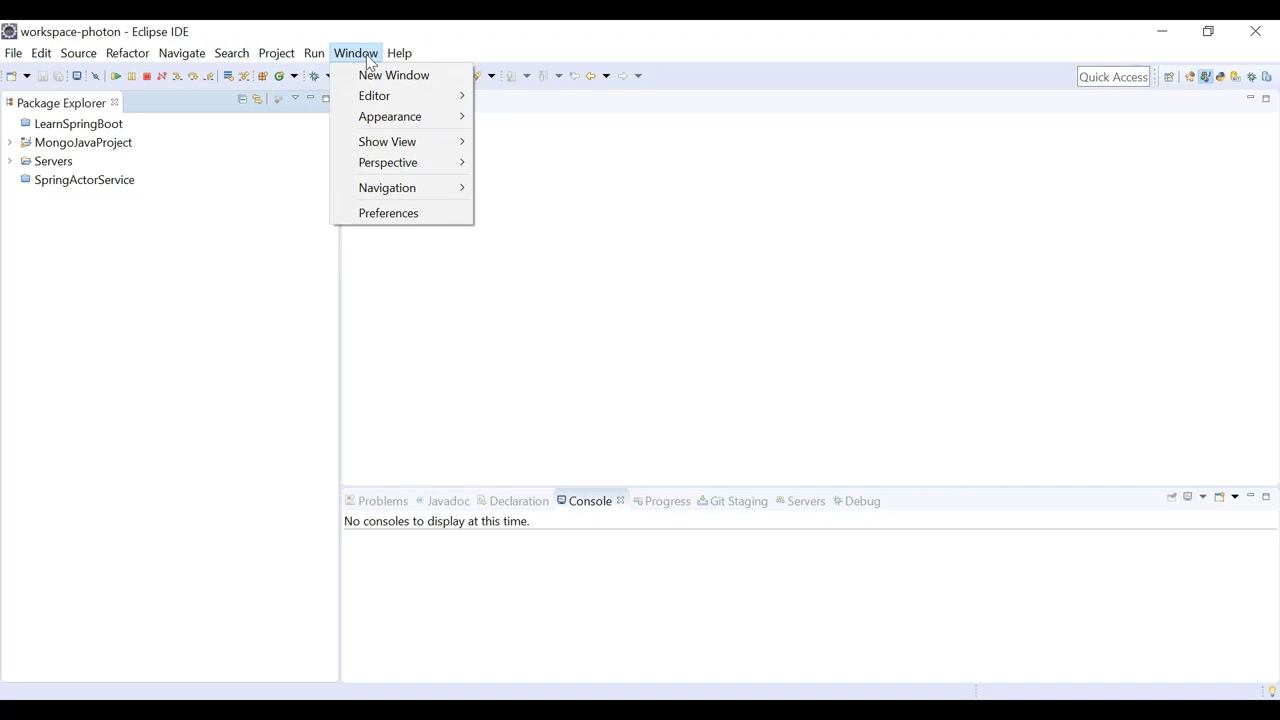 workspace-photon - Eclipse IDE
File Edit Source Refactor Navigate Search Project Run Window Help
Quick Access
Package Explorer
LearnSpringBoot
MongoJavaProject
Servers
SpringActorService
New Window
Editor
Appearance
Show View
Perspective
Navigation
Preferences
Problems Javadoc Declaration Console Progress Git Staging Servers Debug
No consoles to display at this time.